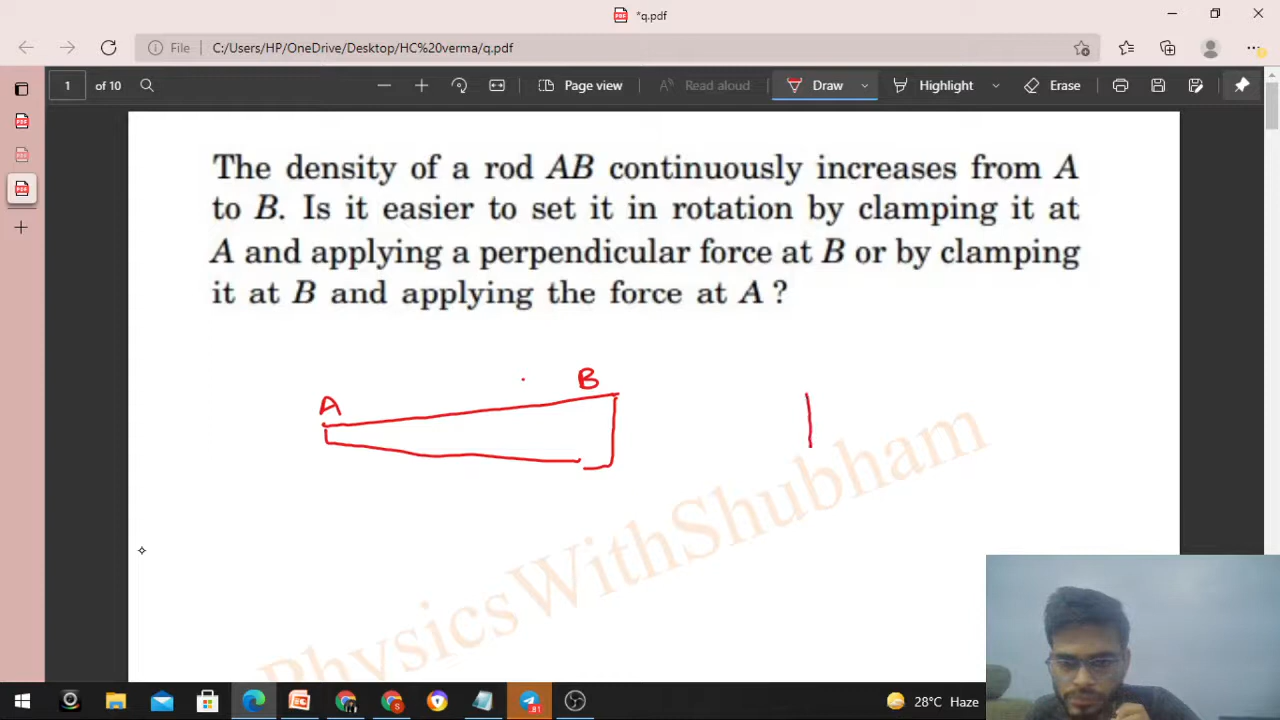 *q.pdf
File C:/Users/HP/OneDrive/Desktop/HC%20verma/q.pdf
1 of 10 Page view Read aloud Draw Highlight Erase
The density of a rod AB continuously increases from A
to B. Is it easier to set it in rotation by clamping it at
A and applying a perpendicular force at B or by clamping
it at B and applying the force at A ?
B
A
PhysicsWithShubham
28°C Haze